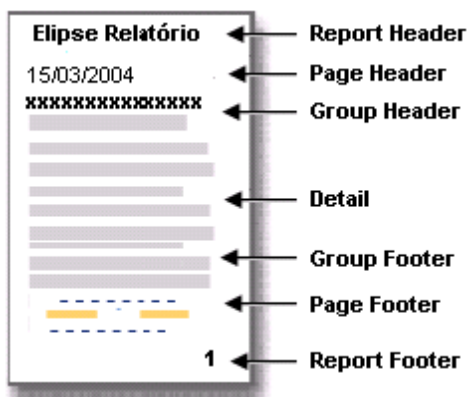 Elipse Relatório
Report Header
15/03/2004
Page Header
xxxxxxxxxxxxxxxx
Group Header
Detail
Group Footer
Page Footer
1
Report Footer